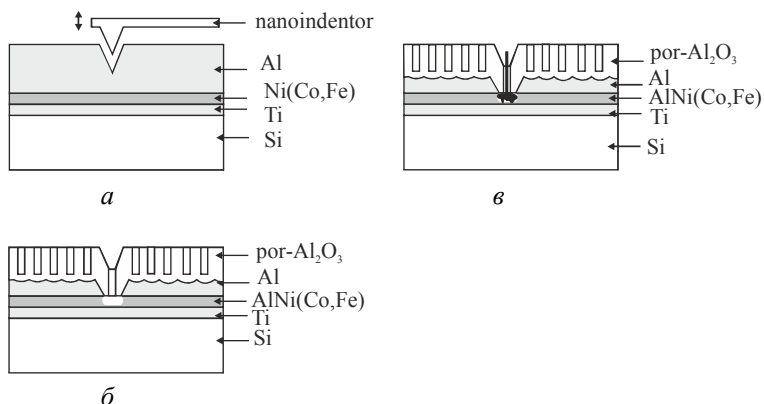 nanoindentor
Al
Ni(Co,Fe)
Ti
Si
а
por-Al₂O₃
Al
AlNi(Co,Fe)
Ti
Si
в
por-Al₂O₃
Al
AlNi(Co,Fe)
Ti
Si
б